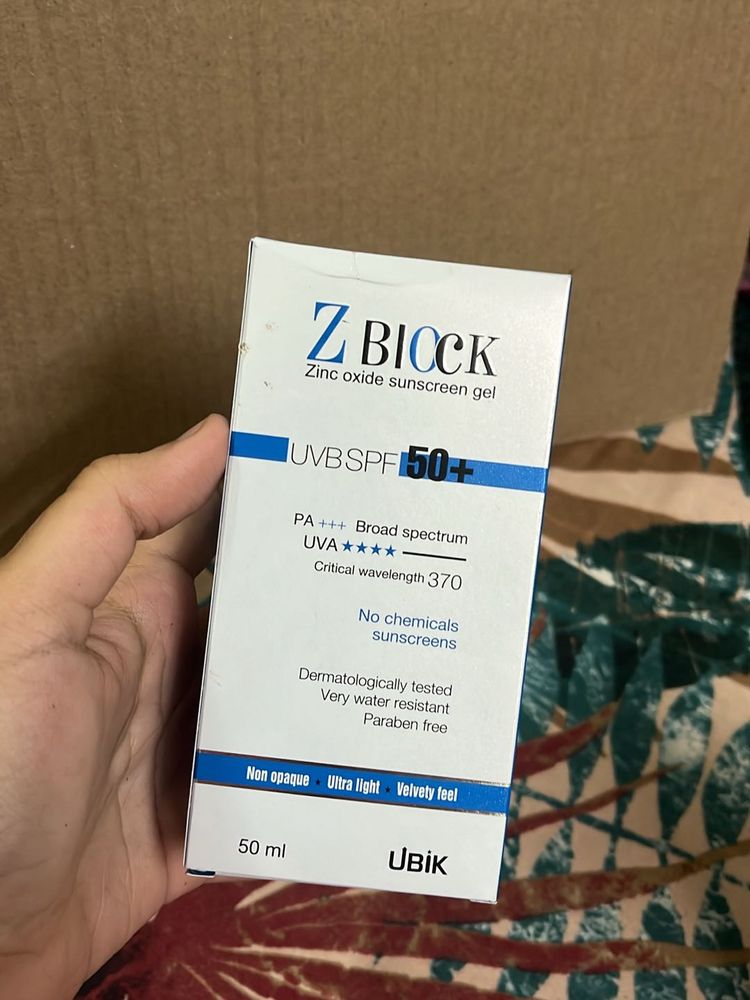 Z BlOcK
Zinc oxide sunscreen gel
UVB SPF 50+
PA +++ Broad spectrum
UVA ★★★★
Critical wavelength 370
No chemicals
sunscreens
Dermatologically tested
Very water resistant
Paraben free
Non opaque • Ultra light • Velvety feel
50 ml
UBiK